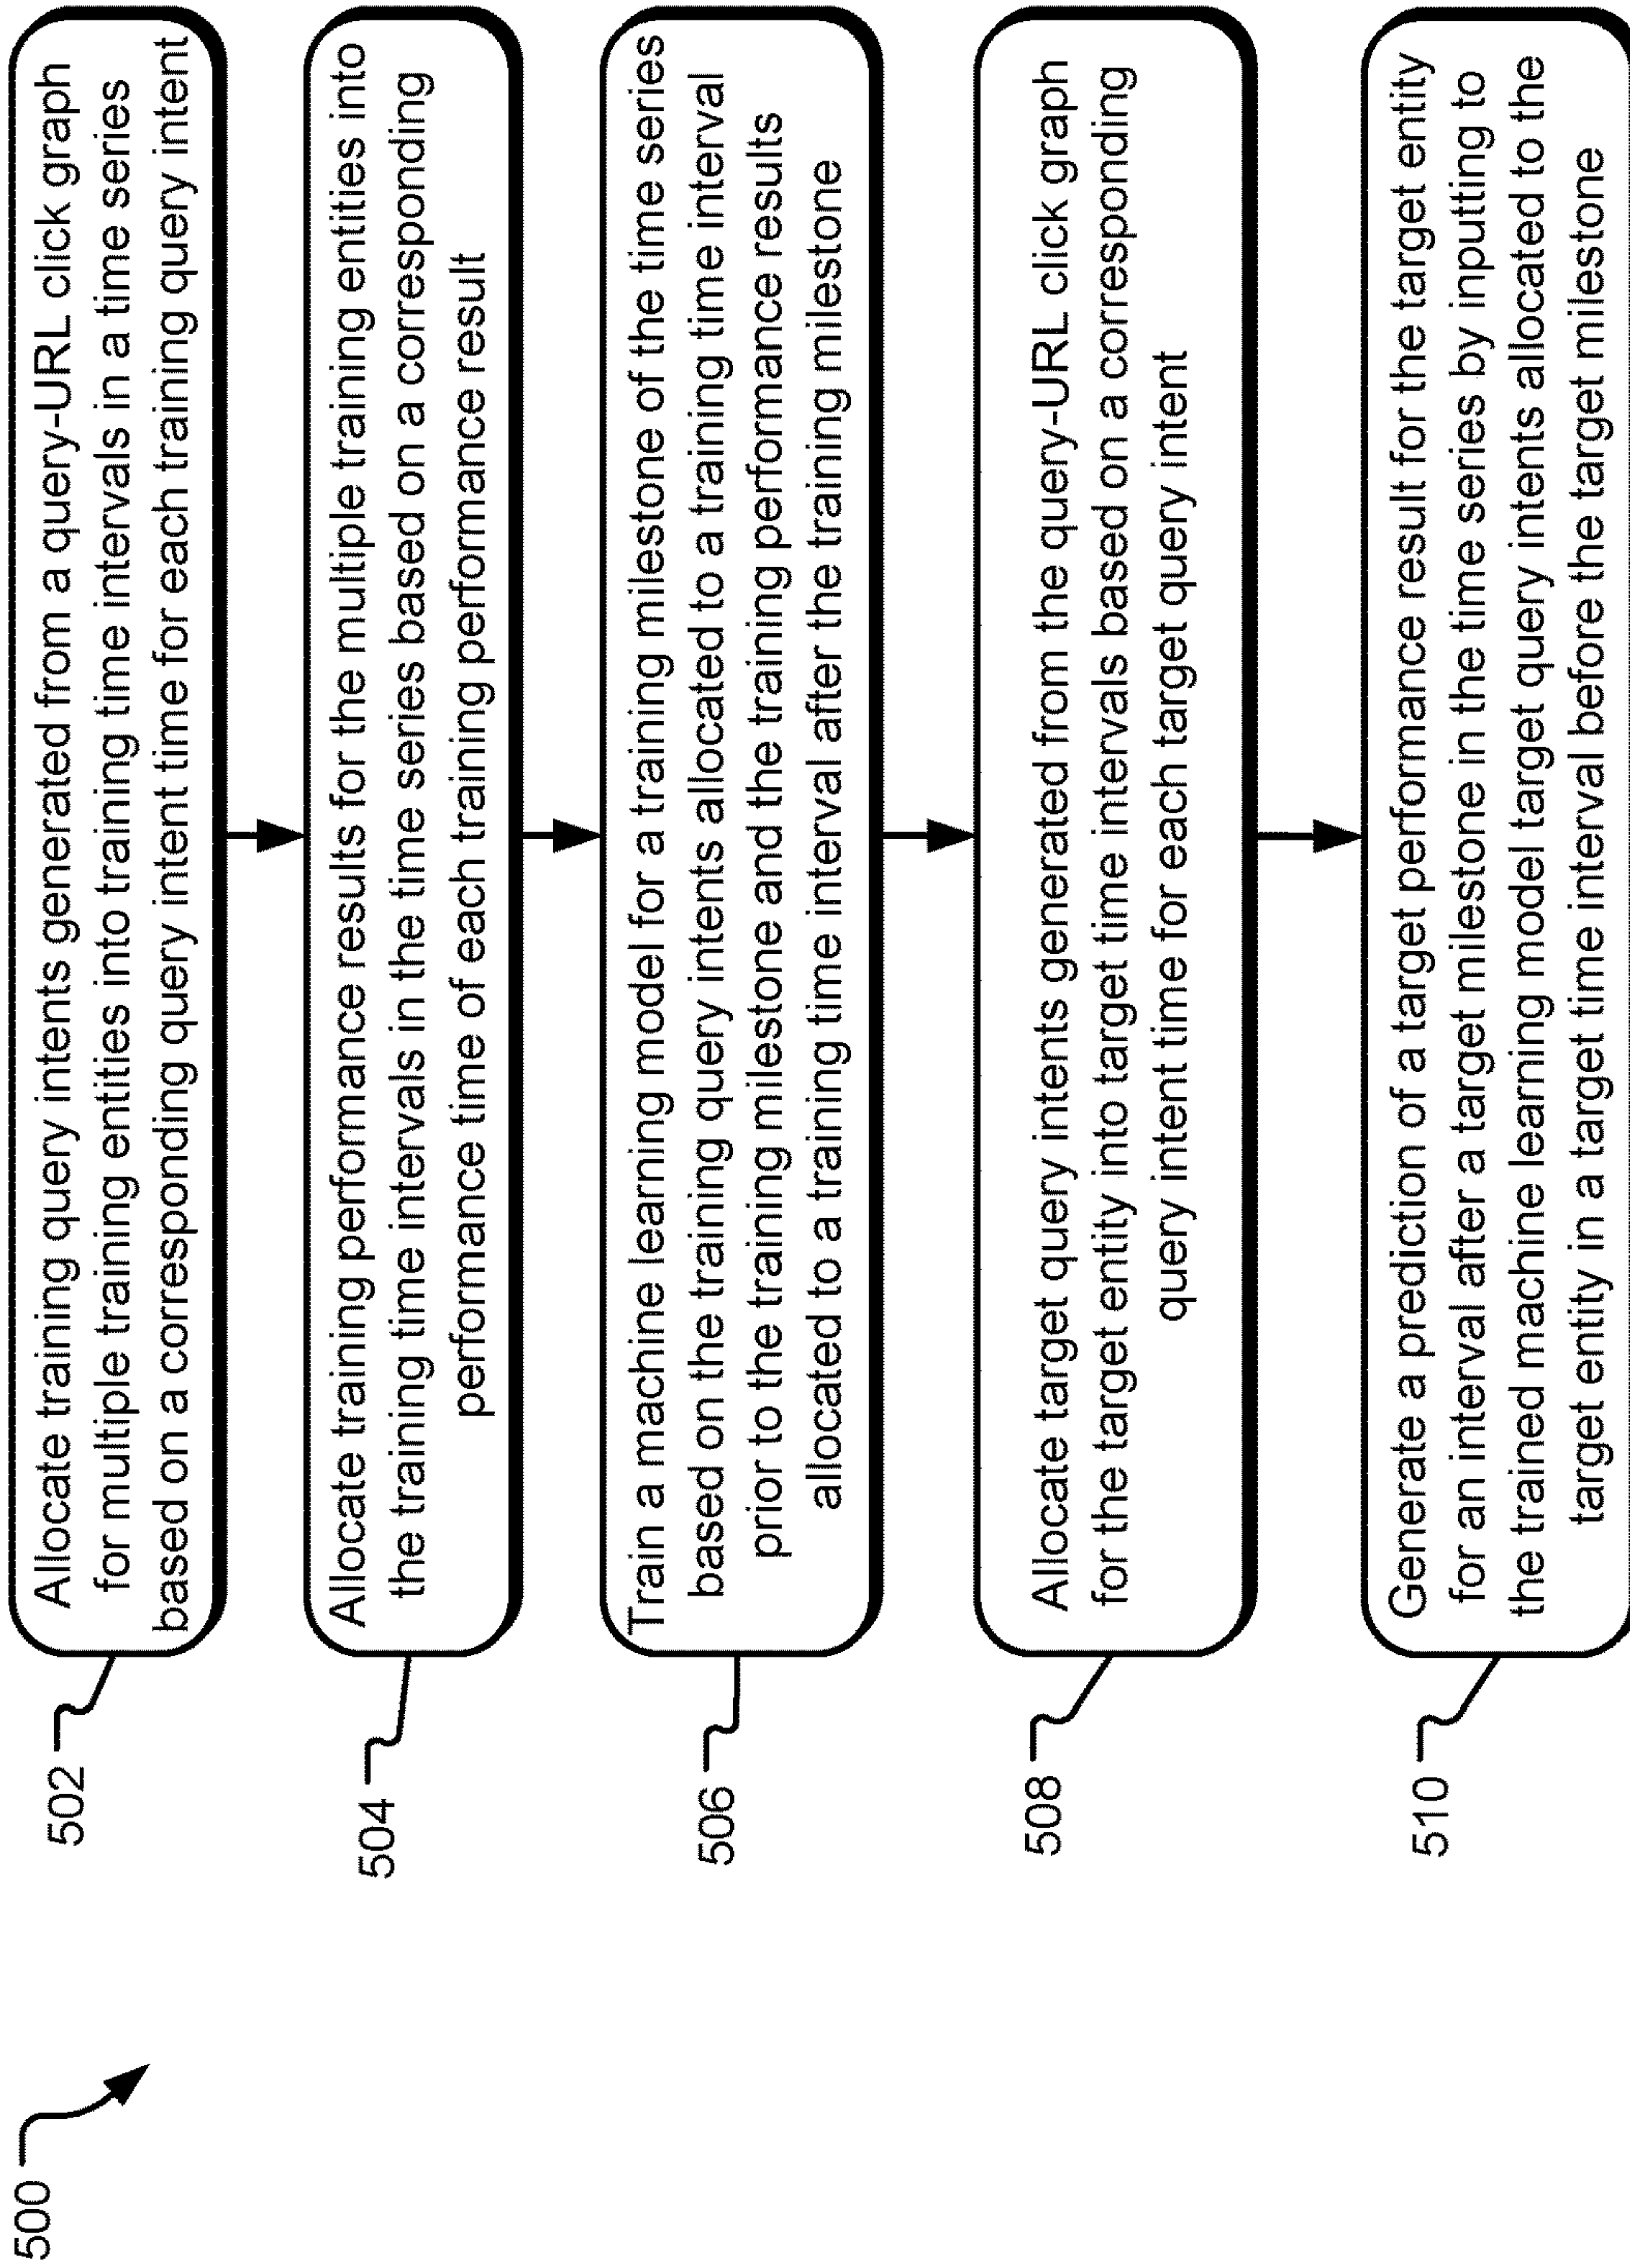 500
502
Allocate training query intents generated from a query-URL click graph
for multiple training entities into training time intervals in a time series
based on a corresponding query intent time for each training query intent
504
Allocate training performance results for the multiple training entities into
the training time intervals in the time series based on a corresponding
performance time of each training performance result
506
Train a machine learning model for a training milestone of the time series
based on the training query intents allocated to a training time interval
prior to the training milestone and the training performance results
allocated to a training time interval after the training milestone
508
Allocate target query intents generated from the query-URL click graph
for the target entity into target time intervals based on a corresponding
query intent time for each target query intent
510
Generate a prediction of a target performance result for the target entity
for an interval after a target milestone in the time series by inputting to
the trained machine learning model target query intents allocated to the
target entity in a target time interval before the target milestone